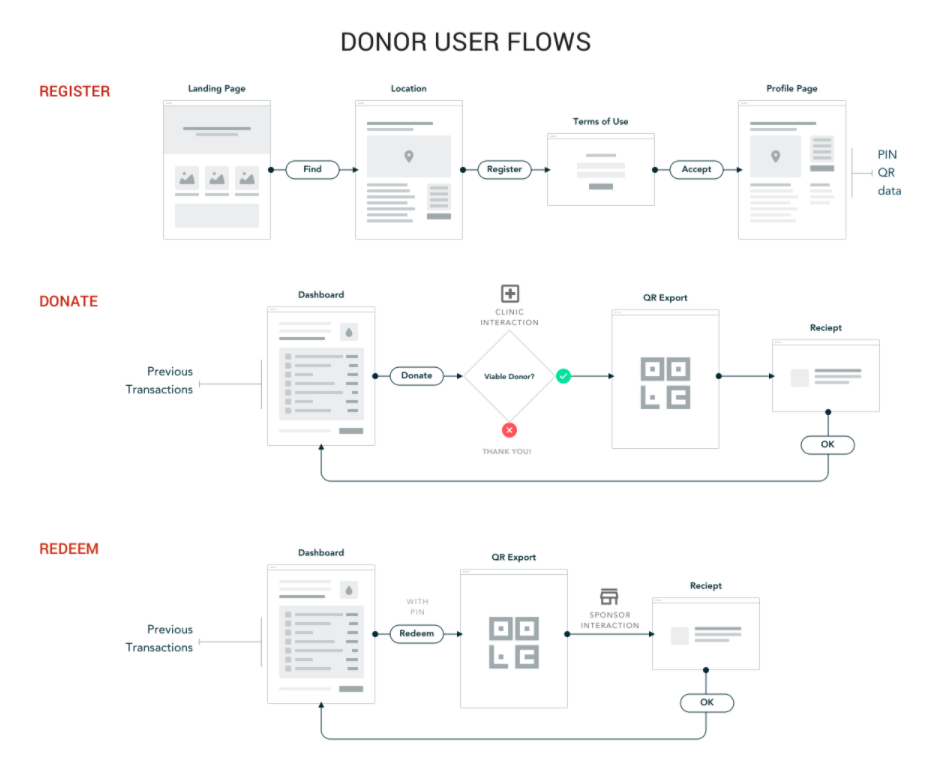 DONOR USER FLOWS
REGISTER
Landing Page
Location
Terms of Use
Profile Page
Find
Register
Accept
PIN
QR
data
DONATE
Dashboard
CLINIC
INTERACTION
QR Export
Reciept
Previous
Transactions
Donate
Viable Donor?
THANK YOU!
OK
REDEEM
Dashboard
QR Export
Reciept
WITH
PIN
SPONSOR
INTERACTION
Previous
Transactions
Redeem
OK